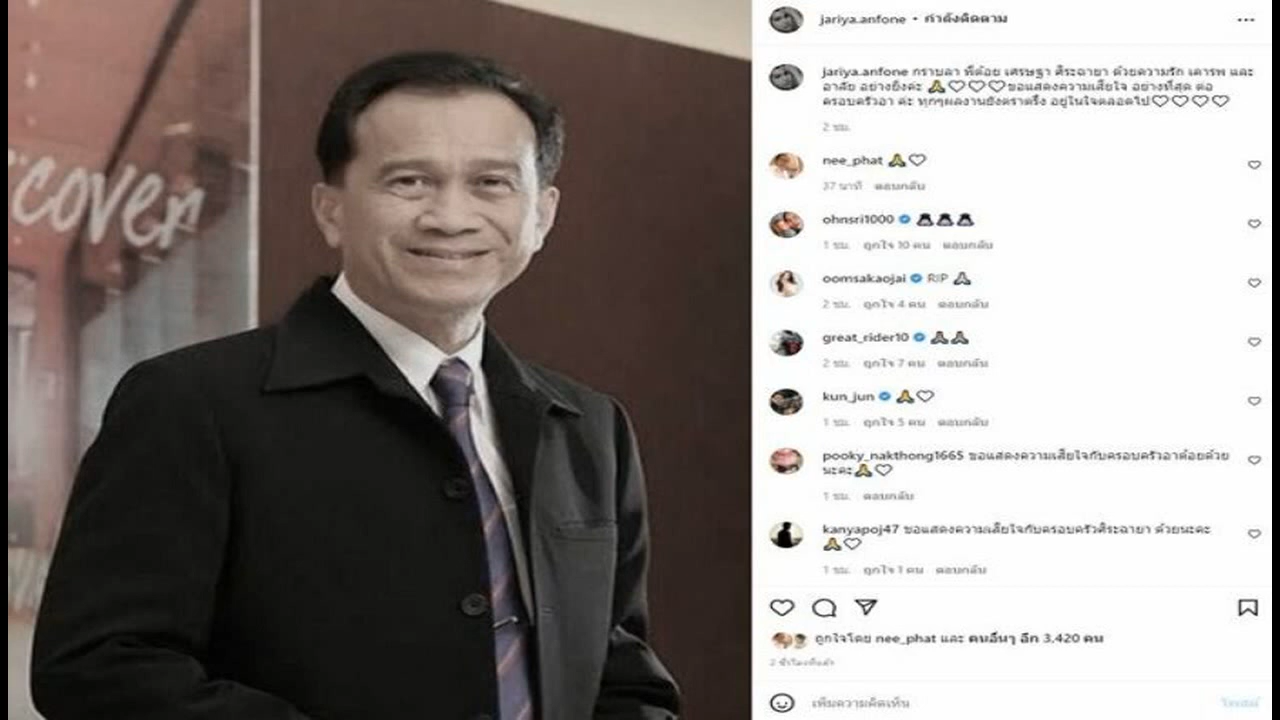 cover
jariya.anfone • กำลังติดตาม
jariya.anfone กราบลา พี่ต้อย เศรษฐา ศิระฉายา ด้วยความรัก เคารพ และ
อาลัย อย่างยิ่งค่ะ 🙏♡♡♡ขอแสดงความเสียใจ อย่างที่สุด ต่อ
ครอบครัวอา ค่ะ ทุกๆผลงานยังตราตรึง อยู่ในใจตลอดไป♡♡♡♡
2 ชม.
nee_phat 🙏♡
37 นาที ตอบกลับ
ohnsri1000
1 ชม. ถูกใจ 10 คน ตอบกลับ
oomsakaojai RIP 🙏
2 ชม. ถูกใจ 4 คน ตอบกลับ
great_rider10 🙏🙏
2 ชม. ถูกใจ 7 คน ตอบกลับ
kun_jun 🙏♡
1 ชม. ถูกใจ 5 คน ตอบกลับ
pooky_nakthong1665 ขอแสดงความเสียใจกับครอบครัวอาต้อยด้วย
นะคะ🙏♡
1 ชม. ตอบกลับ
kanyapoj47 ขอแสดงความเสียใจกับครอบครัวศิระฉายา ด้วยนะคะ
🙏♡
1 ชม. ถูกใจ 1 คน ตอบกลับ
ถูกใจโดย nee_phat และ คนอื่นๆ อีก 3,420 คน
2 ชั่วโมงที่แล้ว
เพิ่มความคิดเห็น
โพสต์